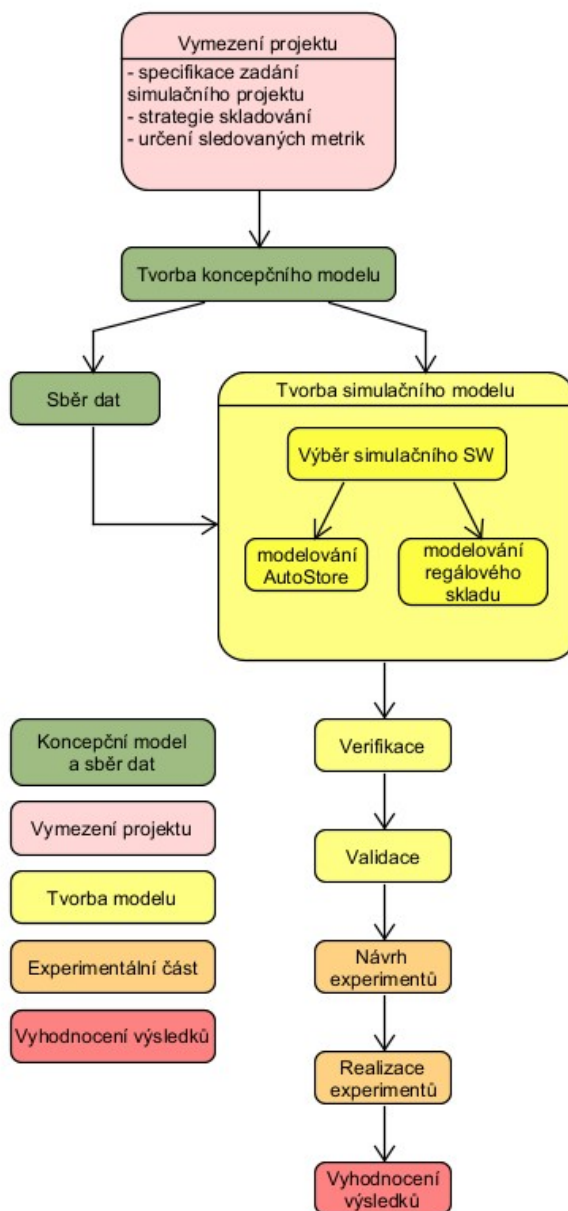 Vymezení projektu
- specifikace zadání
simulačního projektu
- strategie skladování
- určení sledovaných metrik
Tvorba koncepčního modelu
Sběr dat
Tvorba simulačního modelu
Výběr simulačního SW
modelování
AutoStore
modelování
regálového
skladu
Verifikace
Validace
Návrh
experimentů
Realizace
experimentů
Vyhodnocení
výsledků
Koncepční model
a sběr dat
Vymezení projektu
Tvorba modelu
Experimentální část
Vyhodnocení výsledků